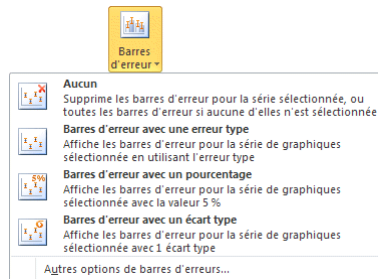 Barres
d'erreur
Aucun
Supprime les barres d'erreur pour la série sélectionnée, ou
toutes les barres d'erreur si aucune d'elles n'est sélectionnée
Barres d'erreur avec une erreur type
Affiche les barres d'erreur pour la série de graphiques
sélectionnée en utilisant l'erreur type
5%
Barres d'erreur avec un pourcentage
Affiche les barres d'erreur pour la série de graphiques
sélectionnée avec la valeur 5 %
Barres d'erreur avec un écart type
Affiche les barres d'erreur pour la série de graphiques
sélectionnée avec 1 écart type
Autres options de barres d'erreurs...